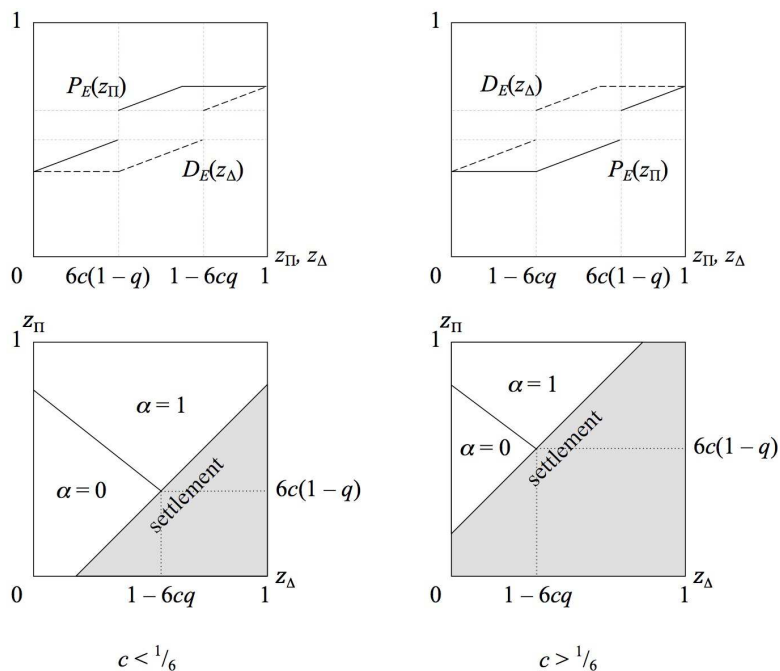 1
P_E(z_Π)
D_E(z_Δ)
0
6c(1 – q)
1 – 6cq
1
z_Π, z_Δ
1
D_E(z_Δ)
P_E(z_Π)
0
1 – 6cq
6c(1 – q)
1
z_Π, z_Δ
z_Π
1
α = 1
α = 0
settlement
6c(1 – q)
0
1 – 6cq
1
z_Δ
z_Π
1
α = 1
α = 0
settlement
6c(1 – q)
0
1 – 6cq
1
z_Δ
c < 1/6
c > 1/6